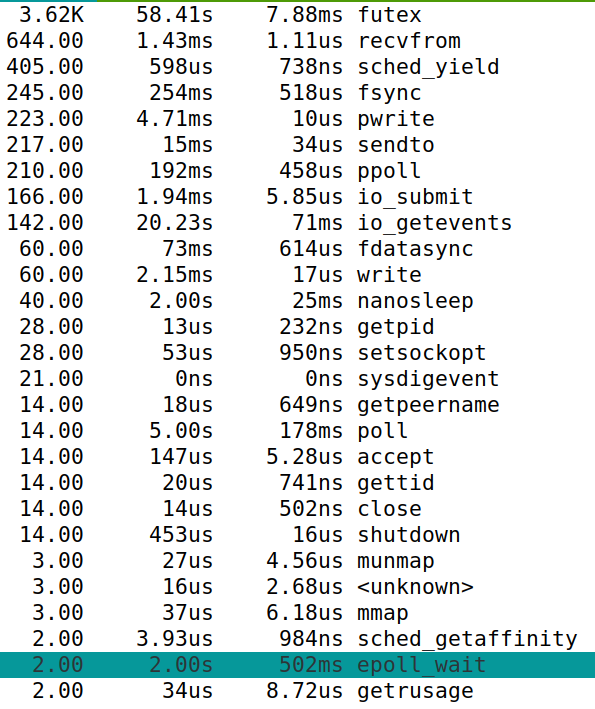 3.62K 58.41s 7.88ms futex
644.00 1.43ms 1.11us recvfrom
405.00 598us 738ns sched_yield
245.00 254ms 518us fsync
223.00 4.71ms 10us pwrite
217.00 15ms 34us sendto
210.00 192ms 458us ppoll
166.00 1.94ms 5.85us io_submit
142.00 20.23s 71ms io_getevents
60.00 73ms 614us fdatasync
60.00 2.15ms 17us write
40.00 2.00s 25ms nanosleep
28.00 13us 232ns getpid
28.00 53us 950ns setsockopt
21.00 0ns 0ns sysdigevent
14.00 18us 649ns getpeername
14.00 5.00s 178ms poll
14.00 147us 5.28us accept
14.00 20us 741ns gettid
14.00 14us 502ns close
14.00 453us 16us shutdown
3.00 27us 4.56us munmap
3.00 16us 2.68us <unknown>
3.00 37us 6.18us mmap
2.00 3.93us 984ns sched_getaffinity
2.00 2.00s 502ms epoll_wait
2.00 34us 8.72us getrusage